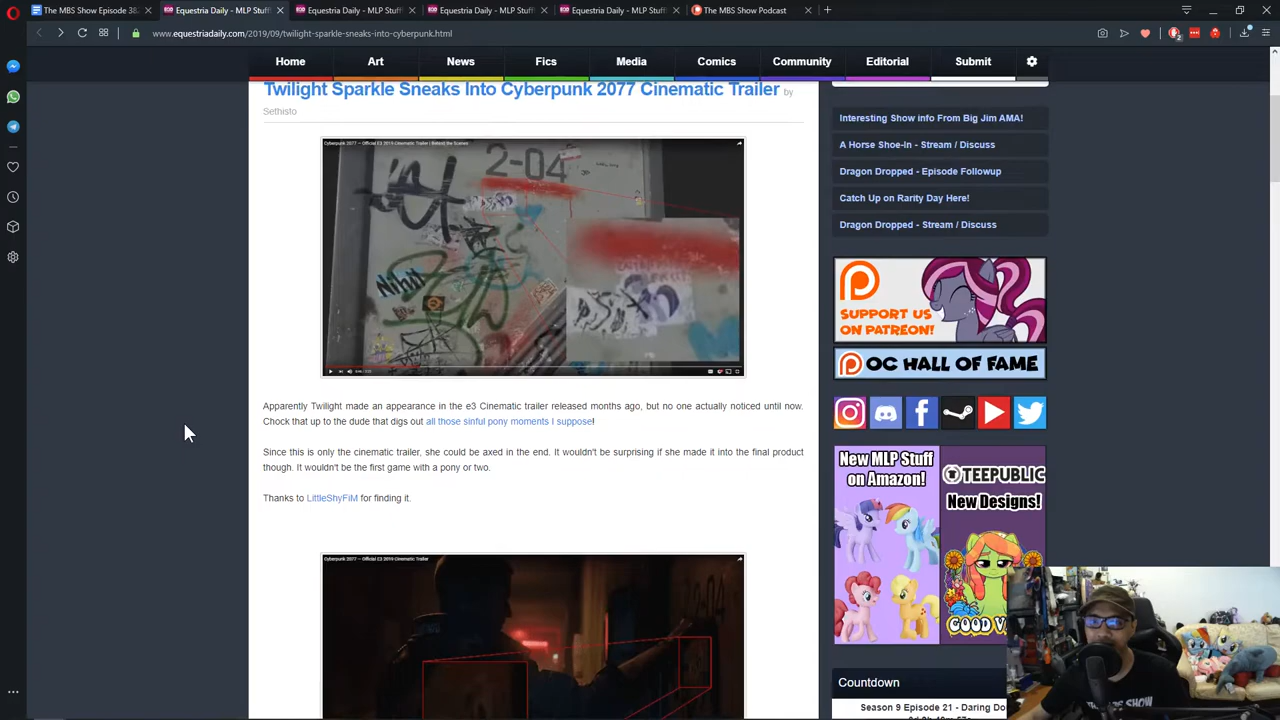 The MBS Show Episode 38
Equestria Daily - MLP Stuff
Equestria Daily - MLP Stuff
Equestria Daily - MLP Stuff
Equestria Daily - MLP Stuff
The MBS Show Podcast
www.equestriadaily.com/2019/09/twilight-sparkle-sneaks-into-cyberpunk.html
Home
Art
News
Fics
Media
Comics
Community
Editorial
Submit
Twilight Sparkle Sneaks Into Cyberpunk 2077 Cinematic Trailer by
Sethisto
Cyberpunk 2077 — Official E3 2019 Cinematic Trailer | Behind the Scenes
2-04
Apparently Twilight made an appearance in the e3 Cinematic trailer released months ago, but no one actually noticed until now.
Chock that up to the dude that digs out all those sinful pony moments I suppose!
Since this is only the cinematic trailer, she could be axed in the end. It wouldn't be surprising if she made it into the final product
though. It wouldn't be the first game with a pony or two.
Thanks to LittleShyFiM for finding it.
Cyberpunk 2077 — Official E3 2019 Cinematic Trailer
Interesting Show info From Big Jim AMA!
A Horse Shoe-In - Stream / Discuss
Dragon Dropped - Episode Followup
Catch Up on Rarity Day Here!
Dragon Dropped - Stream / Discuss
SUPPORT US
ON PATREON!
OC HALL OF FAME
New MLP Stuff
on Amazon!
TEEPUBLIC
New Designs!
GOOD V
Countdown
Season 9 Episode 21 - Daring Do